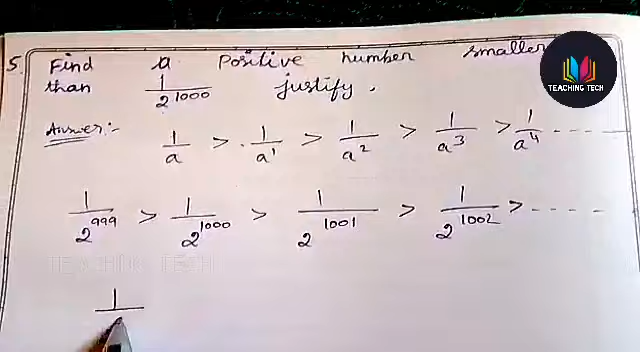 5. Find a Positive number smaller
than 1/2^1000 justify.
TEACHING TECH
Answer:- 1/a > 1/a^1 > 1/a^2 > 1/a^3 > 1/a^4 ----
1/2^999 > 1/2^1000 > 1/2^1001 > 1/2^1002 > -----
TEACHING TECH
1